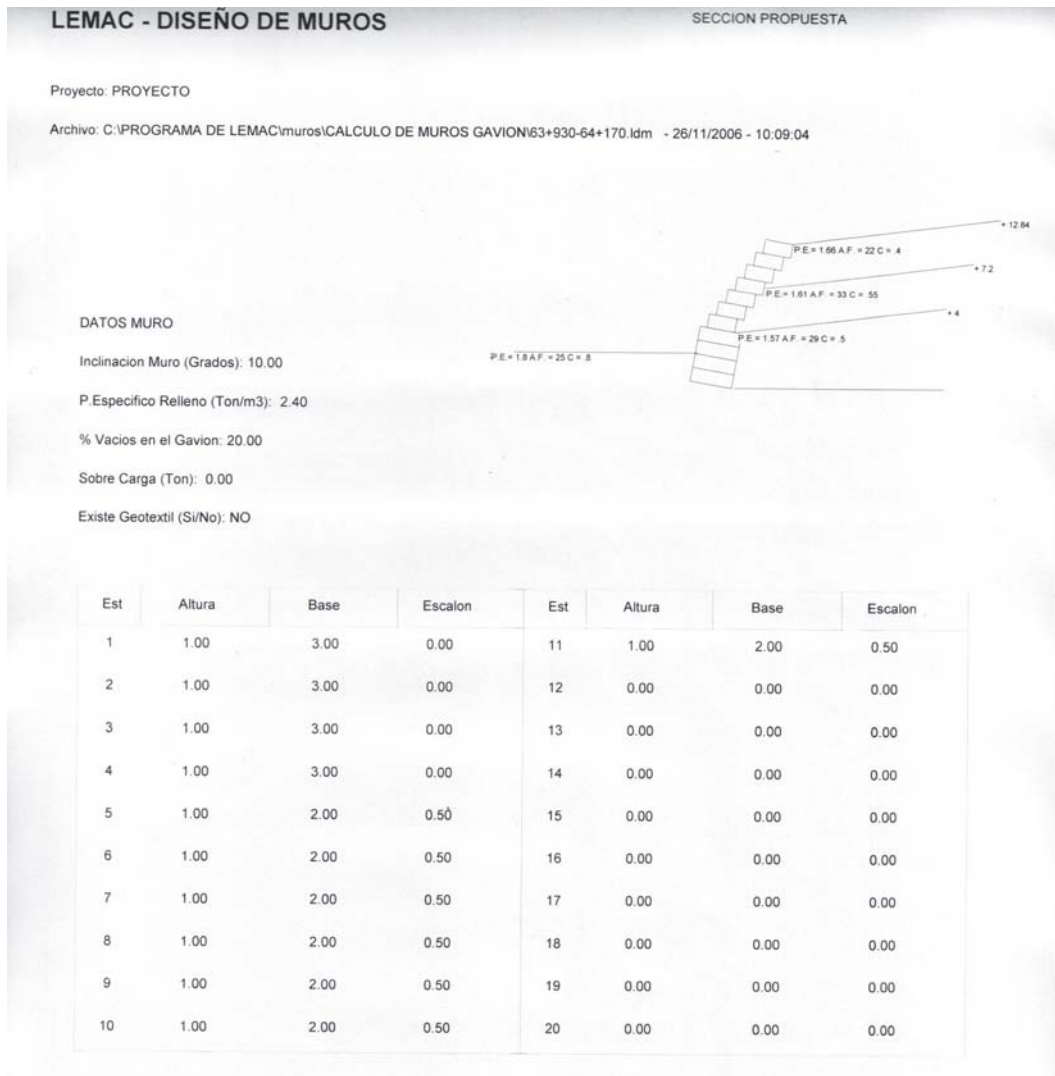 LEMAC - DISEÑO DE MUROS
SECCION PROPUESTA
Proyecto: PROYECTO
Archivo: C:\PROGRAMA DE LEMAC\muros\CALCULO DE MUROS GAVION\63+930-64+170.ldm - 26/11/2006 - 10:09:04
+ 12.84
P.E.= 1.66 A.F. = 22 C = .4
+ 7.2
P.E.= 1.61 A.F. = 33 C = .55
+ 4
P.E.= 1.57 A.F. = 29 C = .5
P.E.= 1.8 A.F. = 25 C = .8
DATOS MURO
Inclinacion Muro (Grados): 10.00
P.Especifico Relleno (Ton/m3): 2.40
% Vacios en el Gavion: 20.00
Sobre Carga (Ton): 0.00
Existe Geotextil (Si/No): NO
Est Altura Base Escalon Est Altura Base Escalon
1 1.00 3.00 0.00 11 1.00 2.00 0.50
2 1.00 3.00 0.00 12 0.00 0.00 0.00
3 1.00 3.00 0.00 13 0.00 0.00 0.00
4 1.00 3.00 0.00 14 0.00 0.00 0.00
5 1.00 2.00 0.50 15 0.00 0.00 0.00
6 1.00 2.00 0.50 16 0.00 0.00 0.00
7 1.00 2.00 0.50 17 0.00 0.00 0.00
8 1.00 2.00 0.50 18 0.00 0.00 0.00
9 1.00 2.00 0.50 19 0.00 0.00 0.00
10 1.00 2.00 0.50 20 0.00 0.00 0.00